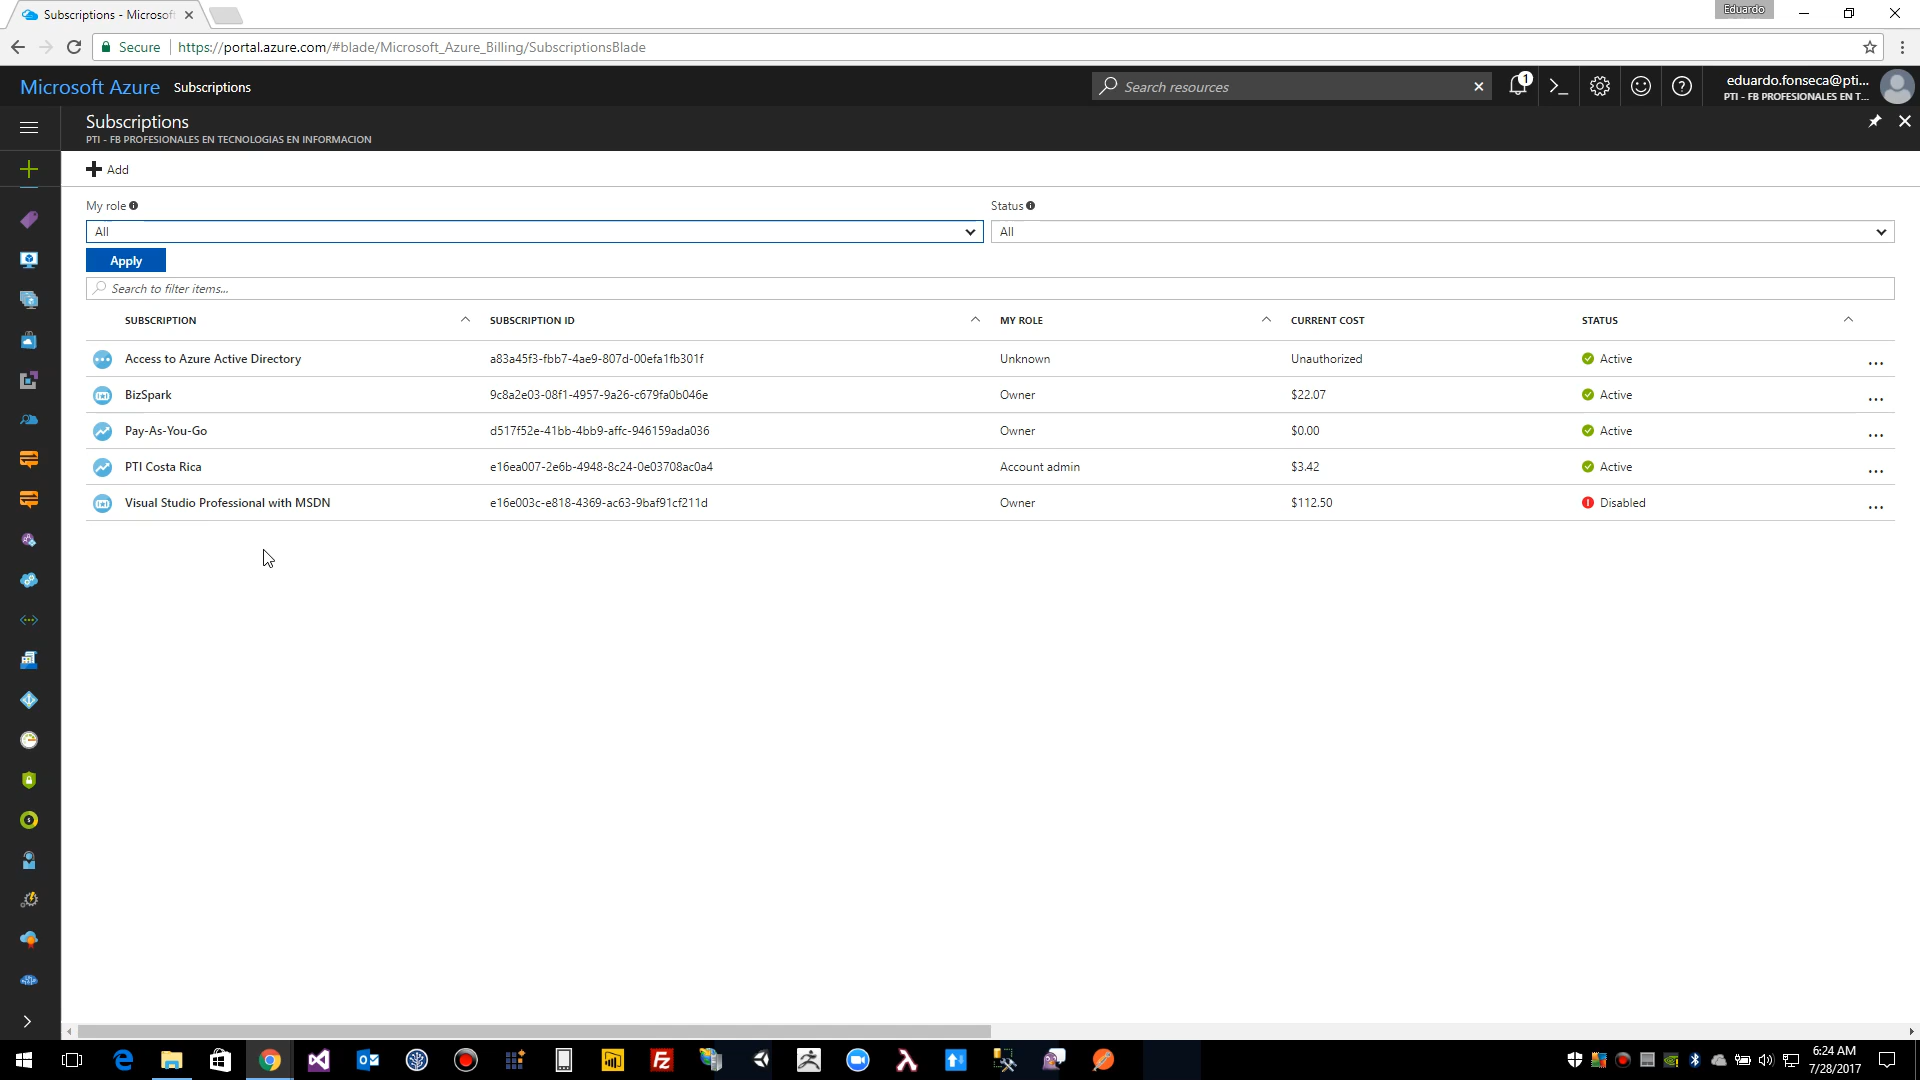 Subscriptions - Microsof
Eduardo
Secure
https://portal.azure.com/#blade/Microsoft_Azure_Billing/SubscriptionsBlade
Microsoft Azure Subscriptions
Search resources
1
eduardo.fonseca@pti...
PTI - FB PROFESIONALES EN T...
Subscriptions
PTI - FB PROFESIONALES EN TECNOLOGIAS EN INFORMACION
Add
My role
Status
All
All
Apply
Search to filter items...
SUBSCRIPTION SUBSCRIPTION ID MY ROLE CURRENT COST STATUS
Access to Azure Active Directory a83a45f3-fbb7-4ae9-807d-00efa1fb301f Unknown Unauthorized Active ...
BizSpark 9c8a2e03-08f1-4957-9a26-c679fa0b046e Owner $22.07 Active ...
Pay-As-You-Go d517f52e-41bb-4bb9-affc-946159ada036 Owner $0.00 Active ...
PTI Costa Rica e16ea007-2e6b-4948-8c24-0e03708ac0a4 Account admin $3.42 Active ...
Visual Studio Professional with MSDN e16e003c-e818-4369-ac63-9baf91cf211d Owner $112.50 Disabled ...
6:24 AM
7/28/2017